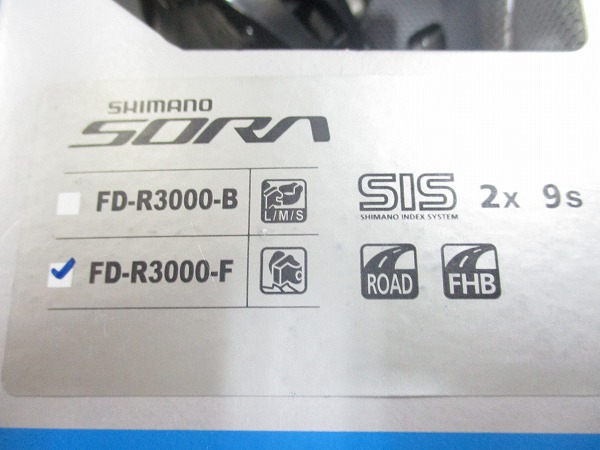 SHIMANO
SORA
FD-R3000-B
L/M/S
FD-R3000-F
SIS 2x 9s
SHIMANO INDEX SYSTEM
ROAD
FHB